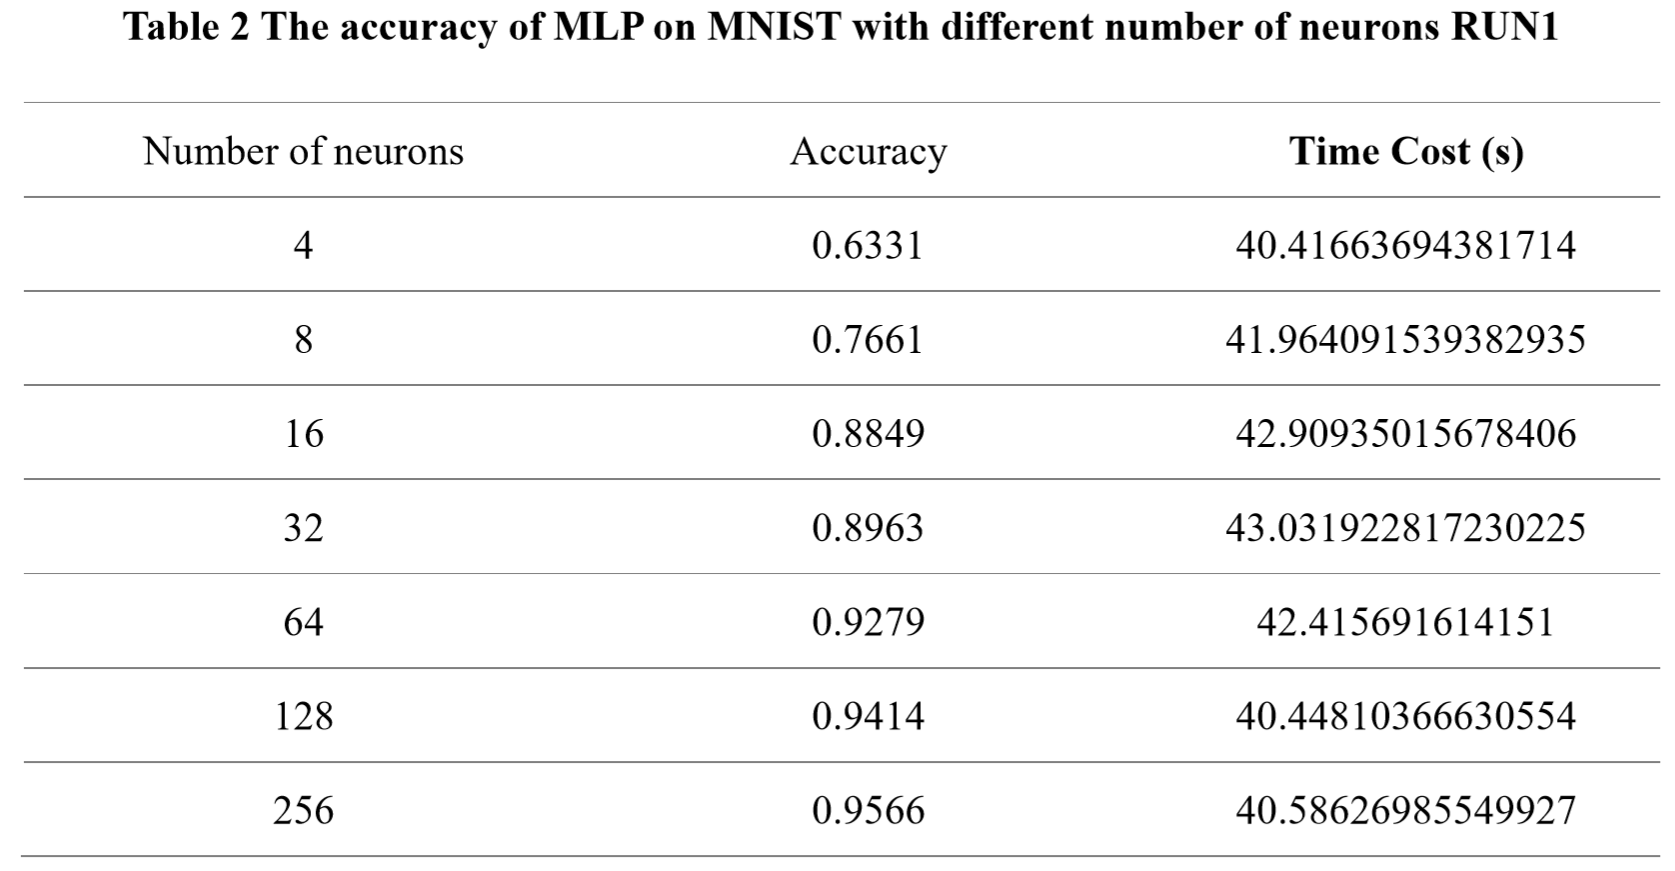 Table 2 The accuracy of MLP on MNIST with different number of neurons RUN1
Number of neurons Accuracy Time Cost (s)
4 0.6331 40.41663694381714
8 0.7661 41.964091539382935
16 0.8849 42.90935015678406
32 0.8963 43.031922817230225
64 0.9279 42.415691614151
128 0.9414 40.44810366630554
256 0.9566 40.58626985549927